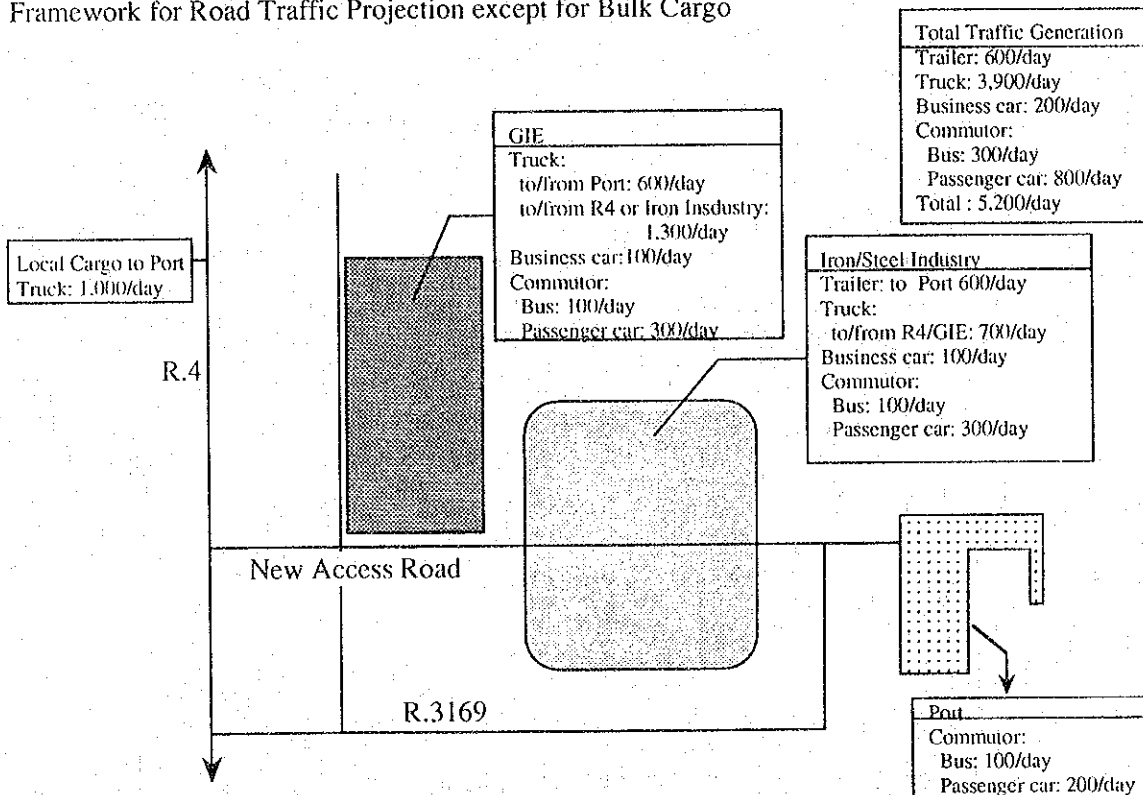 Framework for Road Traffic Projection except for Bulk Cargo
Total Traffic Generation
Trailer: 600/day
Truck: 3,900/day
Business car: 200/day
Commutor:
Bus: 300/day
Passenger car: 800/day
Total : 5.200/day
GIE
Truck:
to/from Port: 600/day
to/from R4 or Iron Insdustry:
1.300/day
Business car:100/day
Commutor:
Bus: 100/day
Passenger car: 300/day
Local Cargo to Port
Truck: 1.000/day
Iron/Steel Industry
Trailer: to Port 600/day
Truck:
to/from R4/GIE: 700/day
Business car: 100/day
Commutor:
Bus: 100/day
Passenger car: 300/day
R.4
New Access Road
R.3169
Port
Commutor:
Bus: 100/day
Passenger car: 200/day